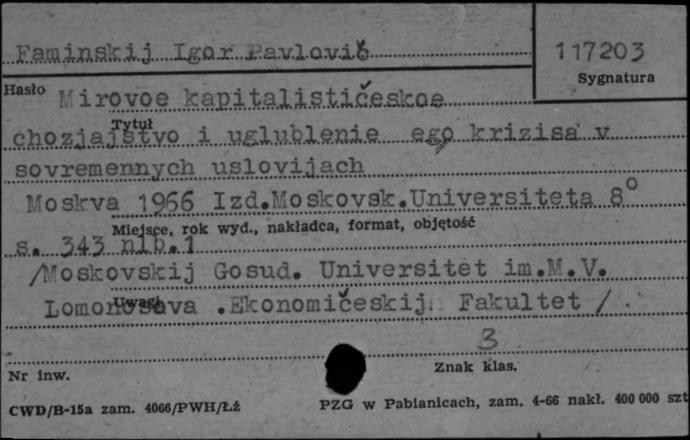 Faminskij Igor Pavlovič
117203
Sygnatura
Hasło
Mirovoe kapitalističeskoe
Tytuł
chozjajstvo i uglublenie ego krizisa v
sovremennych uslovijach
Moskva 1966 Izd.Moskovsk.Universiteta 8°
Miejsce, rok wyd., nakładca, format, objętość
s. 343 nlb.1
/Moskovskij Gosud. Universitet im.M.V.
Uwagi
Lomonosova .Ekonomičeskij Fakultet /.
3
Nr inw.
Znak klas.
CWD/B-15a zam. 4066/PWH/Łź
PZG w Pabianicach, zam. 4-66 nakł. 400 000 szt